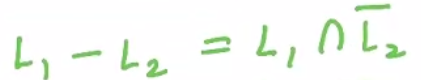 L₁ - L₂ = L₁ ∩ L̅₂